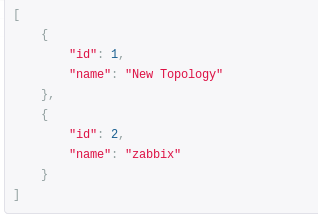 [
    {
        "id": 1,
        "name": "New Topology"
    },
    {
        "id": 2,
        "name": "zabbix"
    }
]